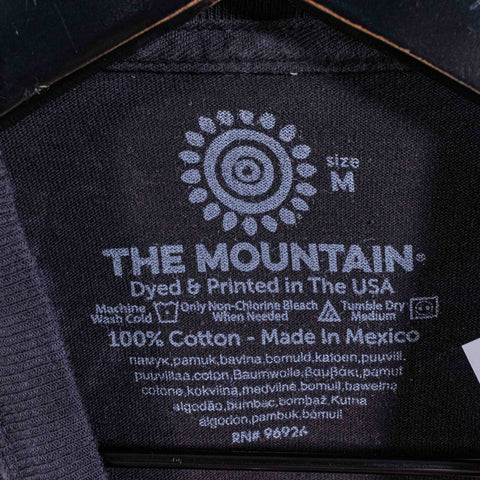 size
M
THE MOUNTAIN®
Dyed & Printed in The USA
Machine Wash Cold Only Non-Chlorine Bleach When Needed Tumble Dry Medium
100% Cotton - Made In Mexico
памук,pamuk,bavlna,bomuld,katoen,puuvill,
puuvillaa,coton,Baumwolle,βαμβάκι,pamut
cotone,kokvilna,medvilnė,bomull,bawełna
algodão,bumbac,bombaž,Kutna
algodón,pambuk,bomull
RN# 96926